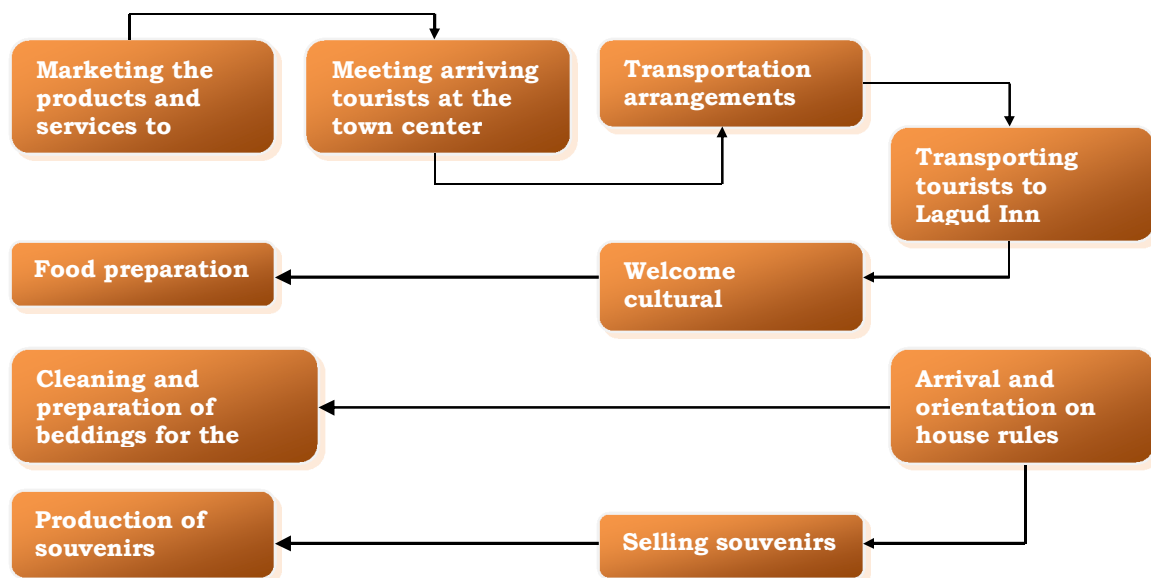 Marketing the
products and
services to
Meeting arriving
tourists at the
town center
Transportation
arrangements
Transporting
tourists to
Lagud Inn
Food preparation
Welcome
cultural
Cleaning and
preparation of
beddings for the
Arrival and
orientation on
house rules
Production of
souvenirs
Selling souvenirs